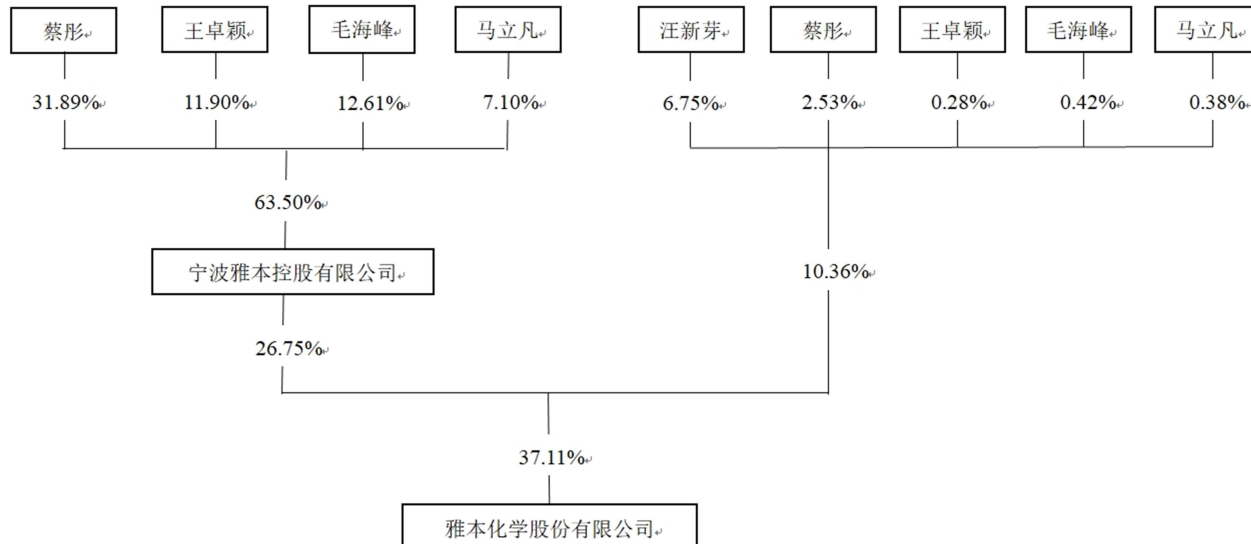 蔡彤 王卓颖 毛海峰 马立凡 汪新芽 蔡彤 王卓颖 毛海峰 马立凡
31.89% 11.90% 12.61% 7.10% 6.75% 2.53% 0.28% 0.42% 0.38%
63.50%
宁波雅本控股有限公司 10.36%
26.75%
37.11%
雅本化学股份有限公司